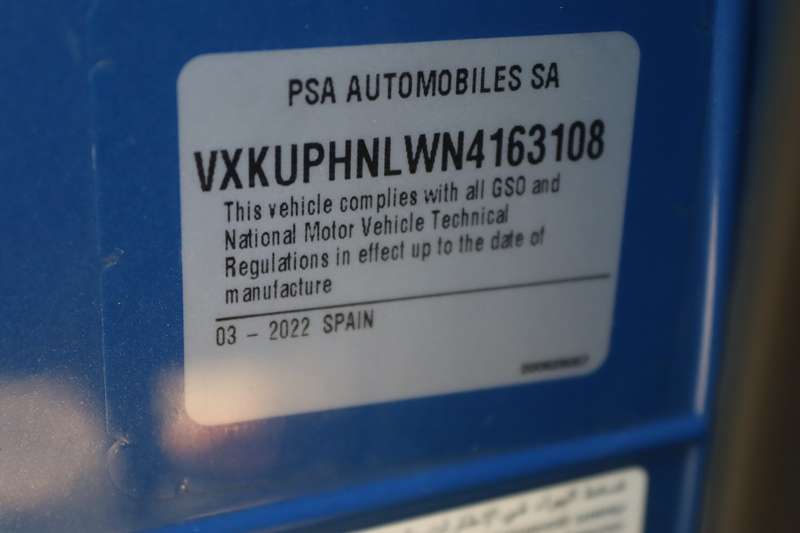 PSA AUTOMOBILES SA
VXKUPHNLWN4163108
This vehicle complies with all GSO and
National Motor Vehicle Technical
Regulations in effect up to the date of
manufacture
03 - 2022 SPAIN